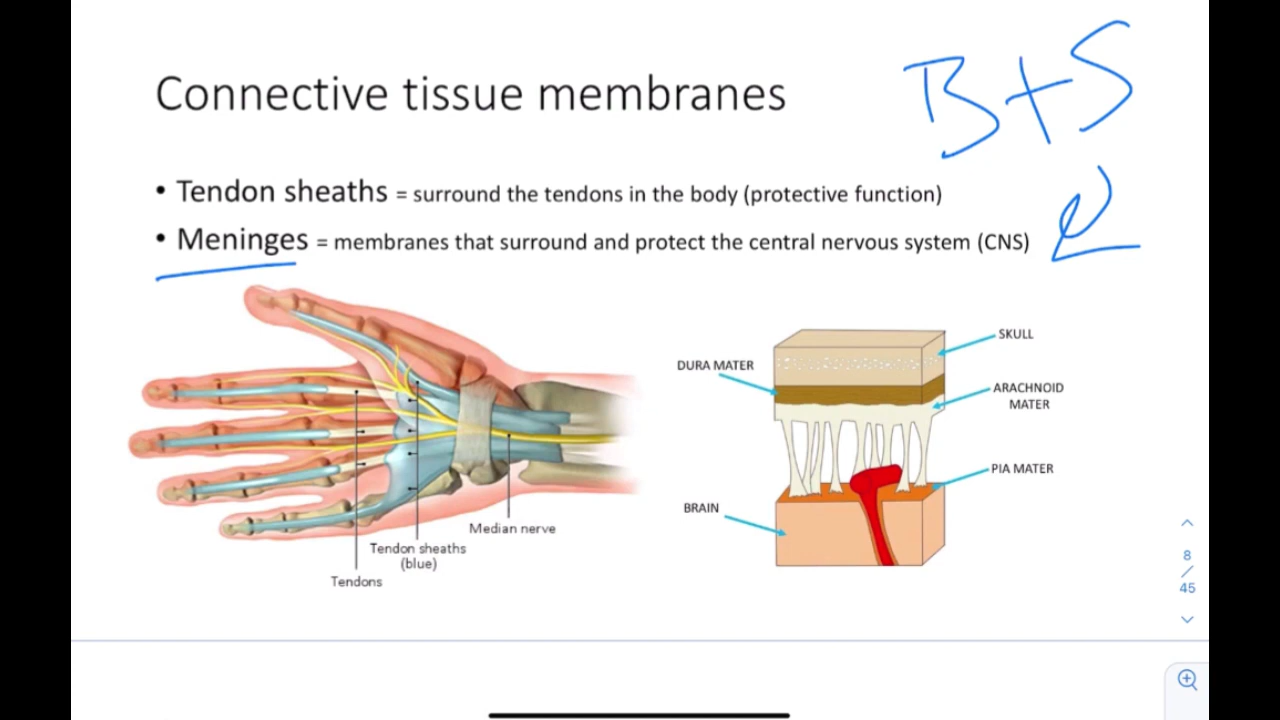 Connective tissue membranes
B+S
• Tendon sheaths = surround the tendons in the body (protective function)
• Meninges = membranes that surround and protect the central nervous system (CNS)
Median nerve
Tendon sheaths
(blue)
Tendons
SKULL
DURA MATER
ARACHNOID
MATER
PIA MATER
BRAIN
8
/
45